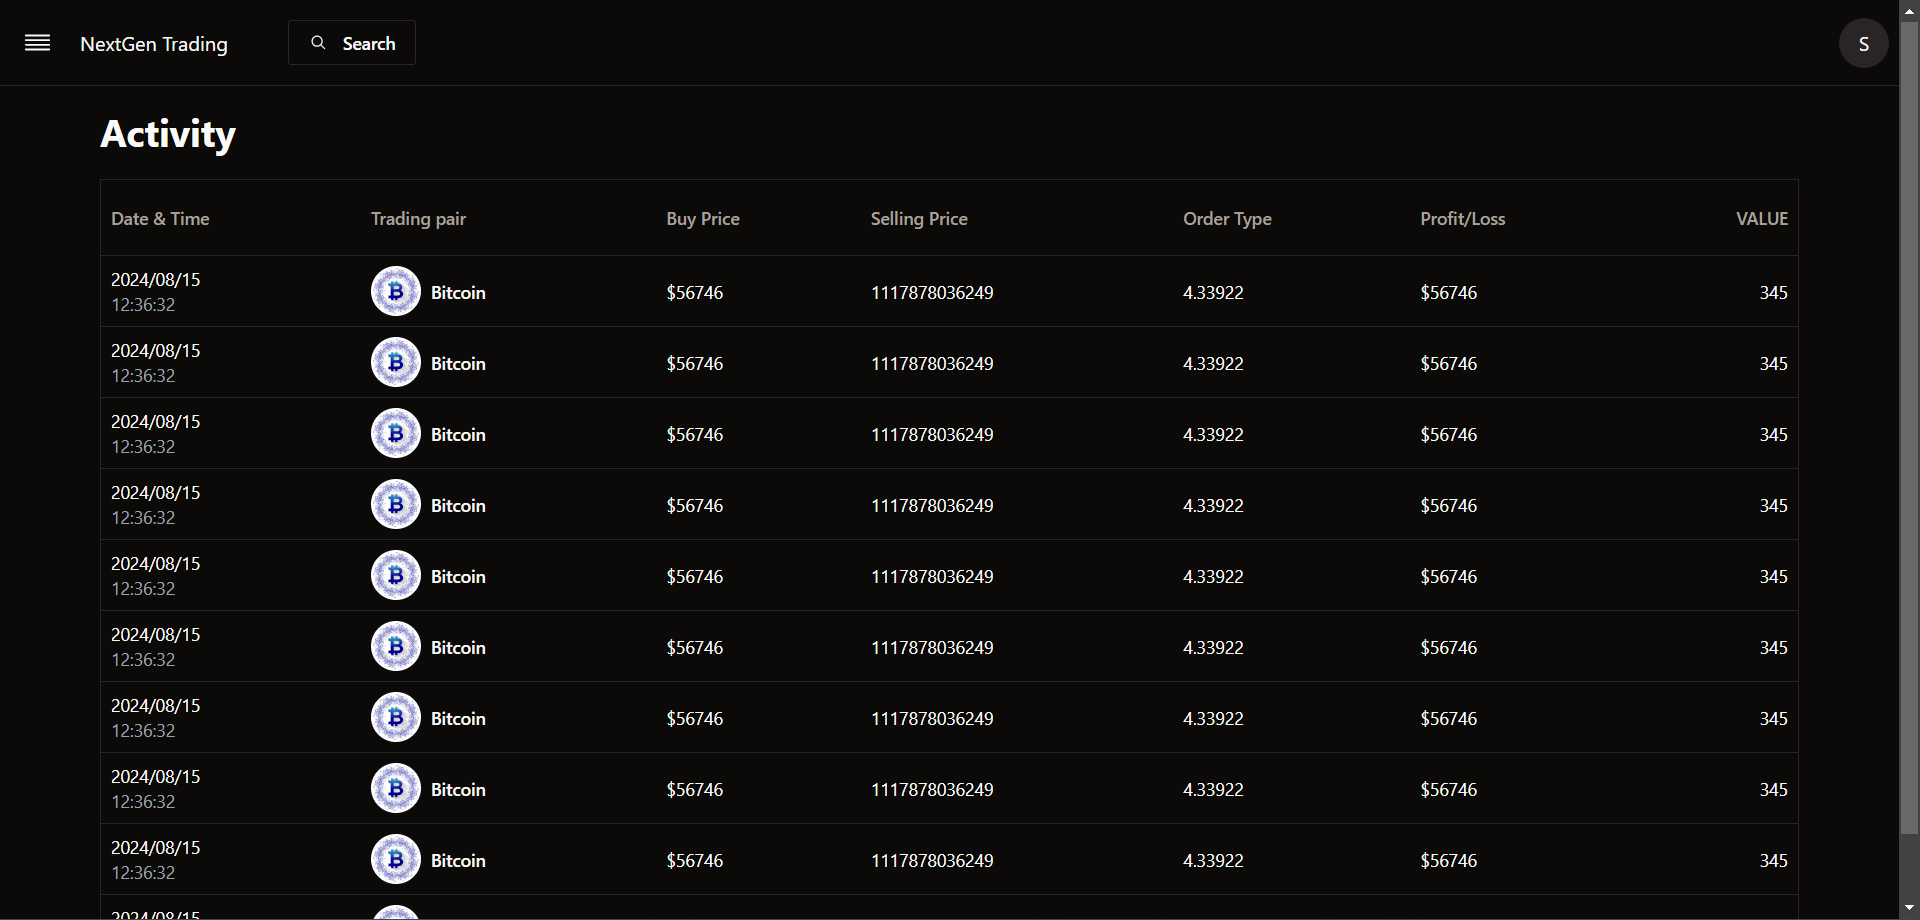 NextGen Trading Search S
Activity
Date & Time Trading pair Buy Price Selling Price Order Type Profit/Loss VALUE
2024/08/15
12:36:32 Bitcoin $56746 1117878036249 4.33922 $56746 345
2024/08/15
12:36:32 Bitcoin $56746 1117878036249 4.33922 $56746 345
2024/08/15
12:36:32 Bitcoin $56746 1117878036249 4.33922 $56746 345
2024/08/15
12:36:32 Bitcoin $56746 1117878036249 4.33922 $56746 345
2024/08/15
12:36:32 Bitcoin $56746 1117878036249 4.33922 $56746 345
2024/08/15
12:36:32 Bitcoin $56746 1117878036249 4.33922 $56746 345
2024/08/15
12:36:32 Bitcoin $56746 1117878036249 4.33922 $56746 345
2024/08/15
12:36:32 Bitcoin $56746 1117878036249 4.33922 $56746 345
2024/08/15
12:36:32 Bitcoin $56746 1117878036249 4.33922 $56746 345
2024/08/15